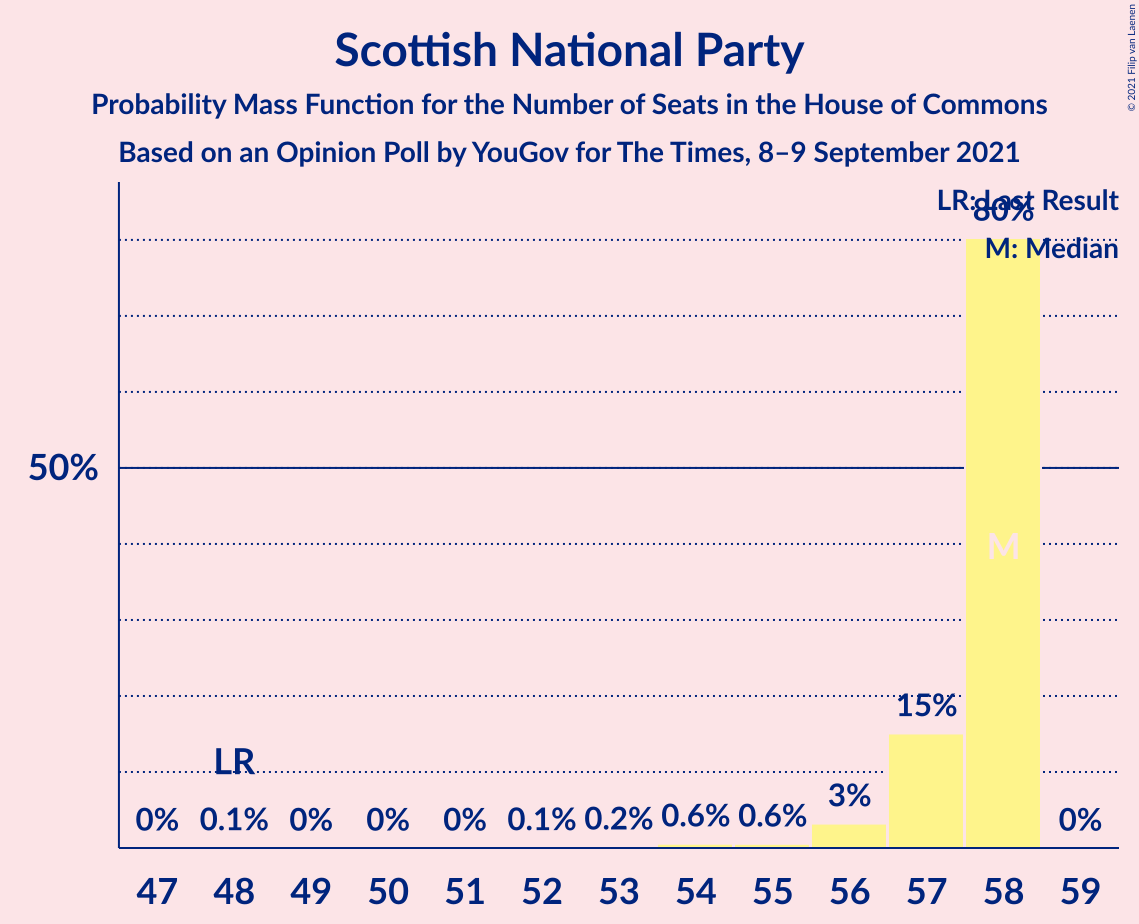 Scottish National Party
Probability Mass Function for the Number of Seats in the House of Commons
Based on an Opinion Poll by YouGov for The Times, 8–9 September 2021
© 2021 Filip van Laenen
LR: Last Result
80%
M: Median
50%
M
15%
LR
3%
0% 0.1% 0% 0% 0% 0.1% 0.2% 0.6% 0.6% 0%
47 48 49 50 51 52 53 54 55 56 57 58 59